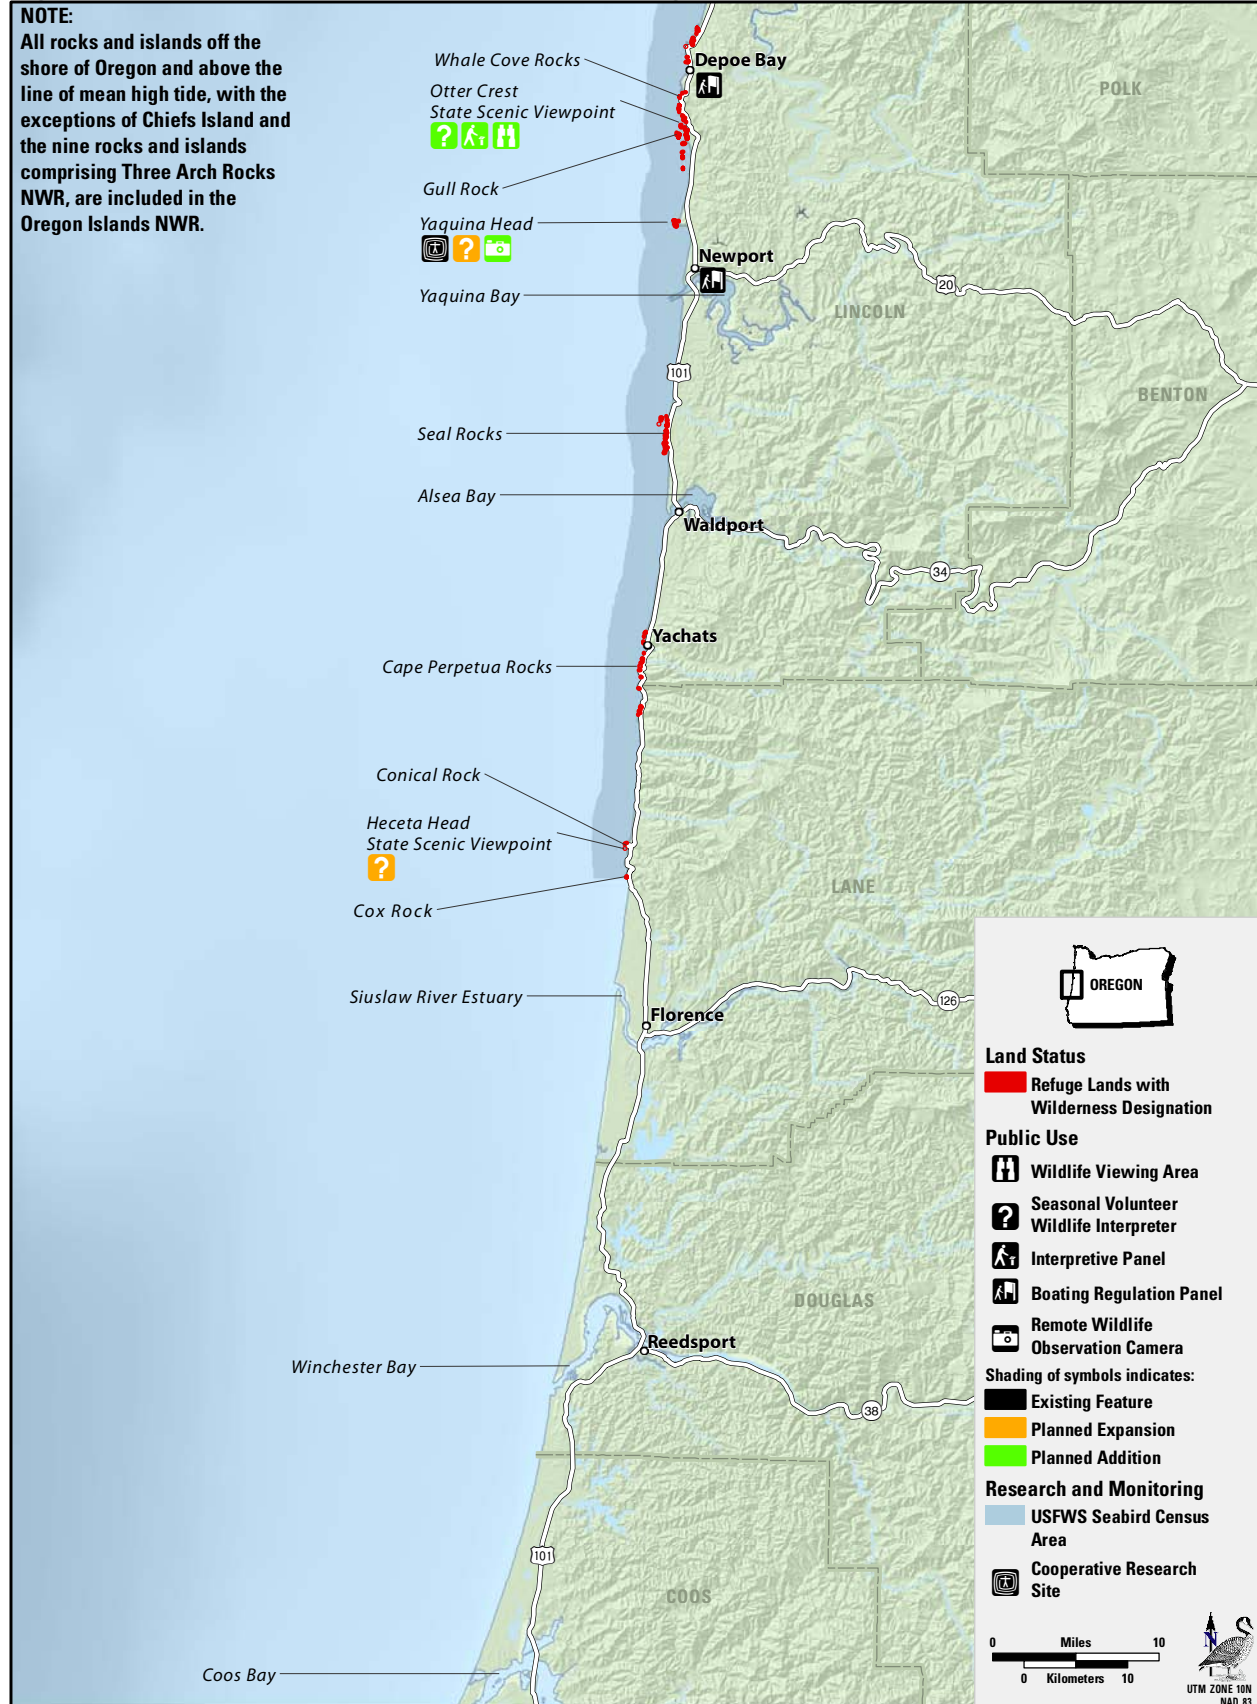 NOTE:
All rocks and islands off the
shore of Oregon and above the
line of mean high tide, with the
exceptions of Chiefs Island and
the nine rocks and islands
comprising Three Arch Rocks
NWR, are included in the
Oregon Islands NWR.
Whale Cove Rocks
Depoe Bay
Otter Crest
State Scenic Viewpoint
POLK
Gull Rock
Yaquina Head
Newport
Yaquina Bay
20
LINCOLN
101
BENTON
Seal Rocks
Alsea Bay
Waldport
34
Yachats
Cape Perpetua Rocks
Conical Rock
Heceta Head
State Scenic Viewpoint
LANE
Cox Rock
Siuslaw River Estuary
126
Florence
DOUGLAS
Reedsport
Winchester Bay
38
101
COOS
Coos Bay
OREGON
Land Status
Refuge Lands with
Wilderness Designation
Public Use
Wildlife Viewing Area
?
Seasonal Volunteer
Wildlife Interpreter
Interpretive Panel
Boating Regulation Panel
Remote Wildlife
Observation Camera
Shading of symbols indicates:
Existing Feature
Planned Expansion
Planned Addition
Research and Monitoring
USFWS Seabird Census
Area
Cooperative Research
Site
0 Miles 10
0 Kilometers 10
N
UTM ZONE 10N
NAD 83